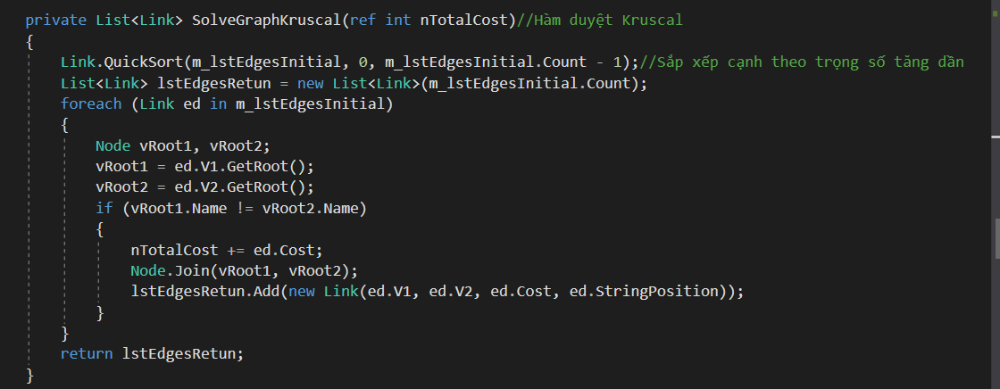 private List<Link> SolveGraphKruscal(ref int nTotalCost)//Hàm duyệt Kruscal
{
Link.QuickSort(m_lstEdgesInitial, 0, m_lstEdgesInitial.Count - 1);//Sắp xếp cạnh theo trọng số tăng dần
List<Link> lstEdgesRetun = new List<Link>(m_lstEdgesInitial.Count);
foreach (Link ed in m_lstEdgesInitial)
{
Node vRoot1, vRoot2;
vRoot1 = ed.V1.GetRoot();
vRoot2 = ed.V2.GetRoot();
if (vRoot1.Name != vRoot2.Name)
{
nTotalCost += ed.Cost;
Node.Join(vRoot1, vRoot2);
lstEdgesRetun.Add(new Link(ed.V1, ed.V2, ed.Cost, ed.StringPosition));
}
}
return lstEdgesRetun;
}